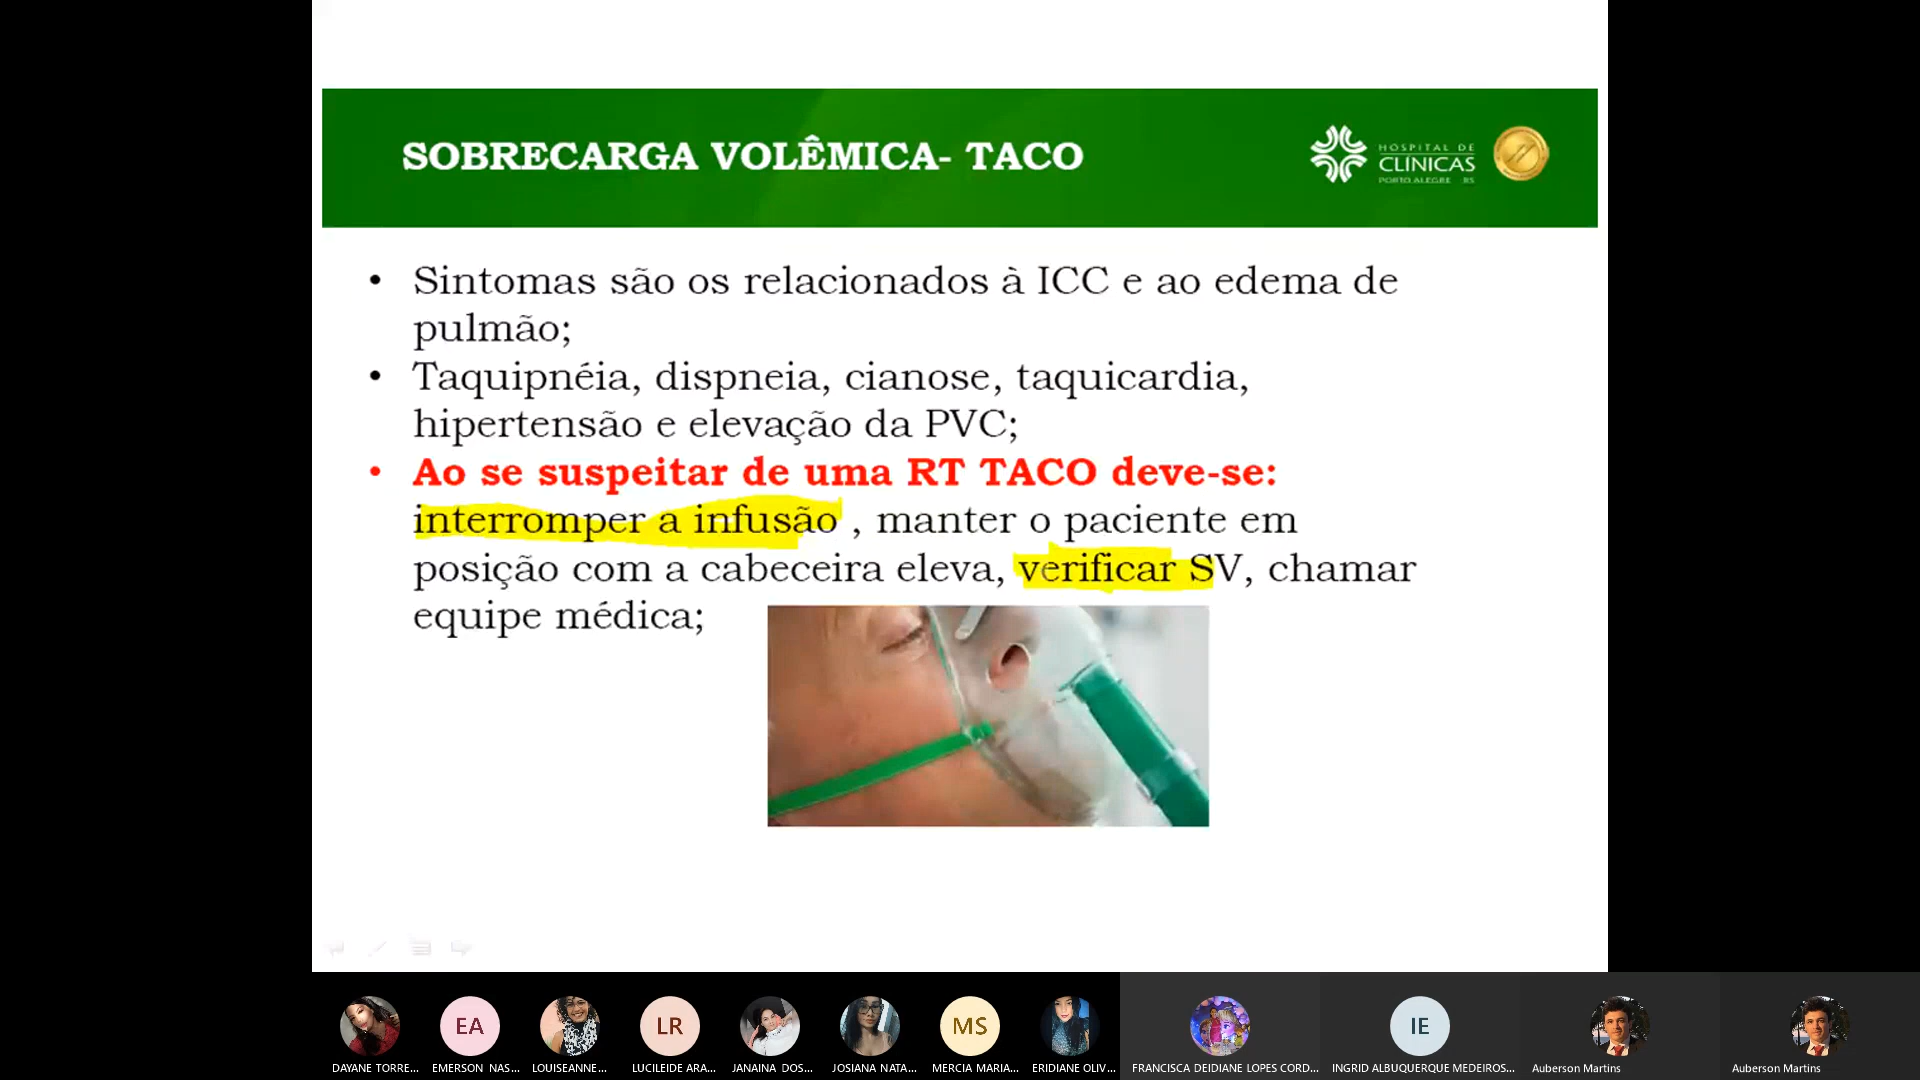 SOBRECARGA VOLÊMICA- TACO
HOSPITAL DE
CLÍNICAS
PORTO ALEGRE RS
• Sintomas são os relacionados à ICC e ao edema de
pulmão;
• Taquipnéia, dispneia, cianose, taquicardia,
hipertensão e elevação da PVC;
• Ao se suspeitar de uma RT TACO deve-se:
interromper a infusão , manter o paciente em
posição com a cabeceira eleva, verificar SV, chamar
equipe médica;
EA LR MS IE
DAYANE TORRE... EMERSON NAS... LOUISEANNE... LUCILEIDE ARA... JANAINA DOS... JOSIANA NATA... MERCIA MARIA... ERIDIANE OLIV... FRANCISCA DEIDIANE LOPES CORD... INGRID ALBUQUERQUE MEDEIROS... Auberson Martins Auberson Martins